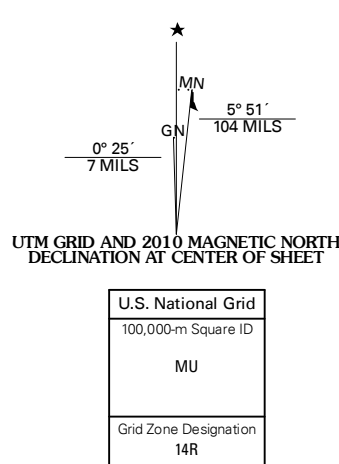 MN
5° 51´
104 MILS
GN
0° 25´
7 MILS
UTM GRID AND 2010 MAGNETIC NORTH
DECLINATION AT CENTER OF SHEET
U.S. National Grid
100,000-m Square ID
MU
Grid Zone Designation
14R